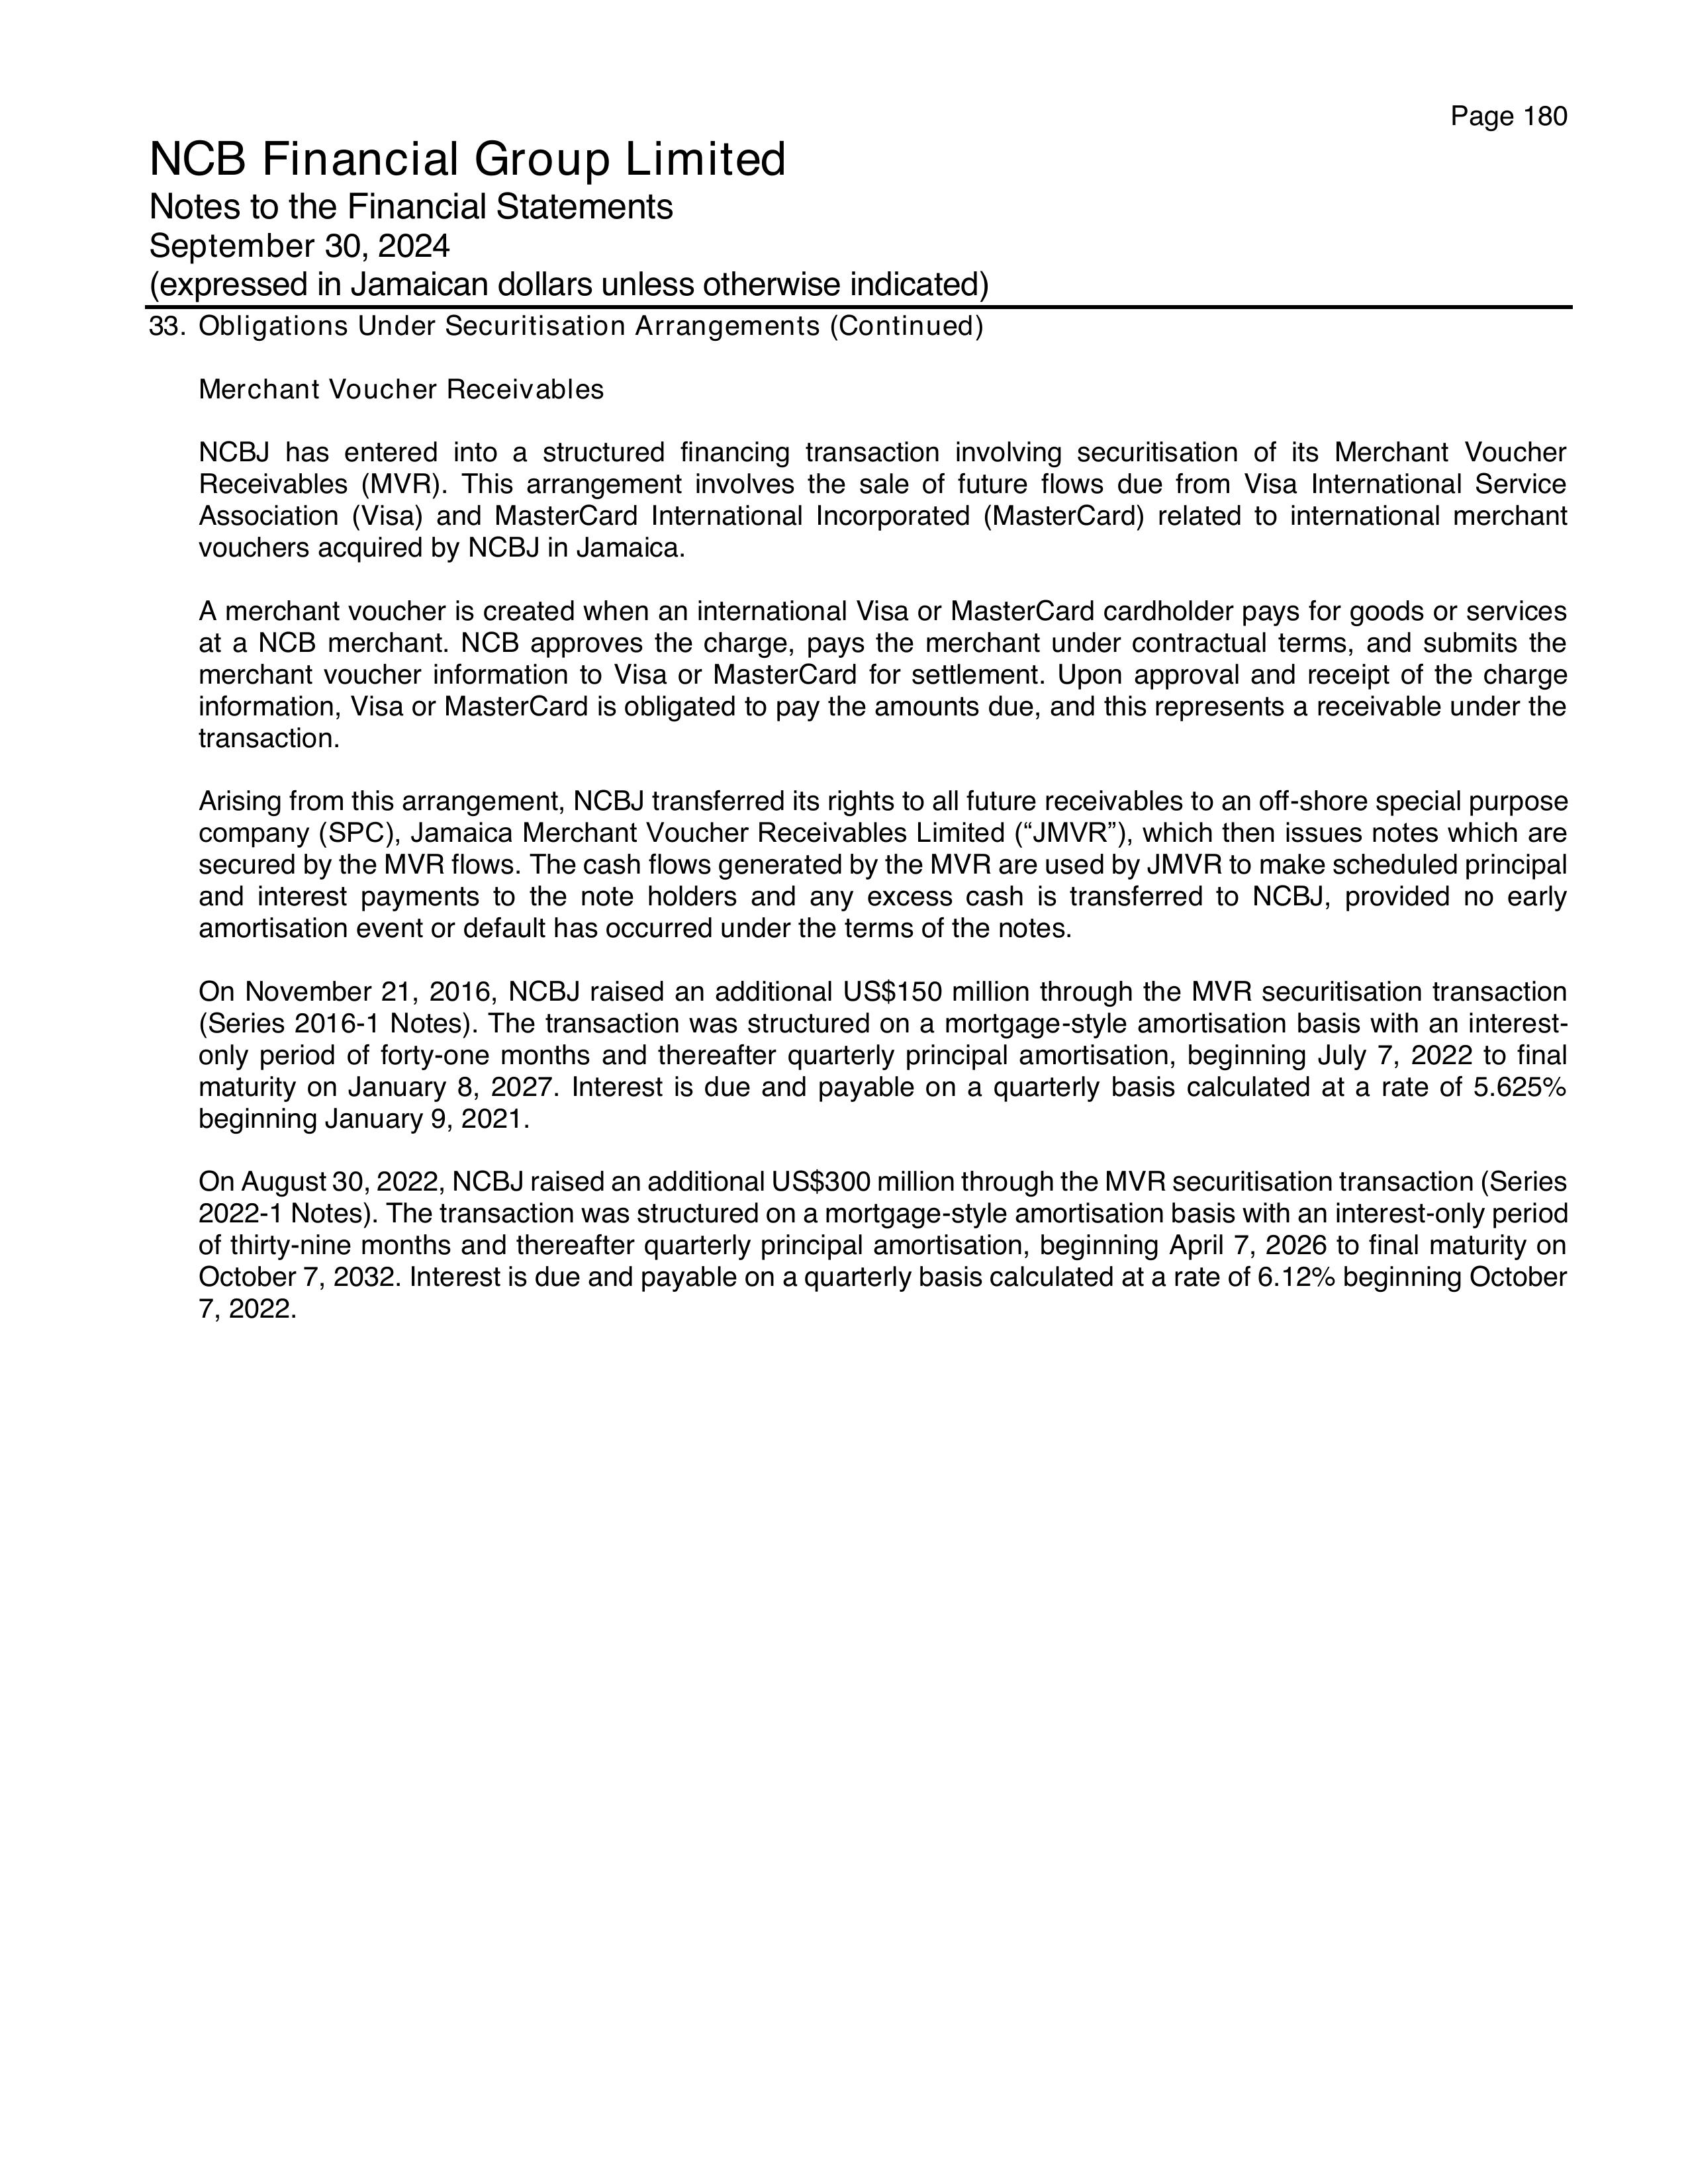 Page 180
NCB Financial Group Limited
Notes to the Financial Statements
September 30, 2024
(expressed in Jamaican dollars unless otherwise indicated)
33. Obligations Under Securitisation Arrangements (Continued)
Merchant Voucher Receivables
NCBJ has entered into a structured financing transaction involving securitisation of its Merchant Voucher
Receivables (MVR). This arrangement involves the sale of future flows due from Visa International Service
Association (Visa) and MasterCard International Incorporated (MasterCard) related to international merchant
vouchers acquired by NCBJ in Jamaica.
A merchant voucher is created when an international Visa or MasterCard cardholder pays for goods or services
at a NCB merchant. NCB approves the charge, pays the merchant under contractual terms, and submits the
merchant voucher information to Visa or MasterCard for settlement. Upon approval and receipt of the charge
information, Visa or MasterCard is obligated to pay the amounts due, and this represents a receivable under the
transaction.
Arising from this arrangement, NCBJ transferred its rights to all future receivables to an off-shore special purpose
company (SPC), Jamaica Merchant Voucher Receivables Limited (“JMVR”), which then issues notes which are
secured by the MVR flows. The cash flows generated by the MVR are used by JMVR to make scheduled principal
and interest payments to the note holders and any excess cash is transferred to NCBJ, provided no early
amortisation event or default has occurred under the terms of the notes.
On November 21, 2016, NCBJ raised an additional US$150 million through the MVR securitisation transaction
(Series 2016-1 Notes). The transaction was structured on a mortgage-style amortisation basis with an interest-
only period of forty-one months and thereafter quarterly principal amortisation, beginning July 7, 2022 to final
maturity on January 8, 2027. Interest is due and payable on a quarterly basis calculated at a rate of 5.625%
beginning January 9, 2021.
On August 30, 2022, NCBJ raised an additional US$300 million through the MVR securitisation transaction (Series
2022-1 Notes). The transaction was structured on a mortgage-style amortisation basis with an interest-only period
of thirty-nine months and thereafter quarterly principal amortisation, beginning April 7, 2026 to final maturity on
October 7, 2032. Interest is due and payable on a quarterly basis calculated at a rate of 6.12% beginning October
7, 2022.